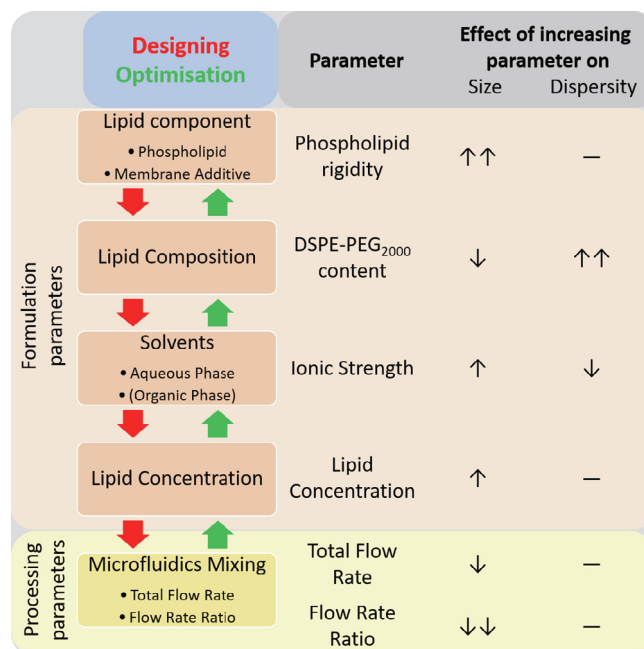 Designing
Optimisation
Parameter
Effect of increasing
parameter on
Size Dispersity
Formulation
parameters
Lipid component
• Phospholipid
• Membrane Additive
Phospholipid
rigidity
↑↑ –
Lipid Composition
DSPE-PEG₂₀₀₀
content
↓ ↑↑
Solvents
• Aqueous Phase
• (Organic Phase)
Ionic Strength
↑ ↓
Lipid Concentration
Lipid
Concentration
↑ –
Processing
parameters
Microfluidics Mixing
• Total Flow Rate
• Flow Rate Ratio
Total Flow
Rate
↓ –
Flow Rate
Ratio
↓↓ –